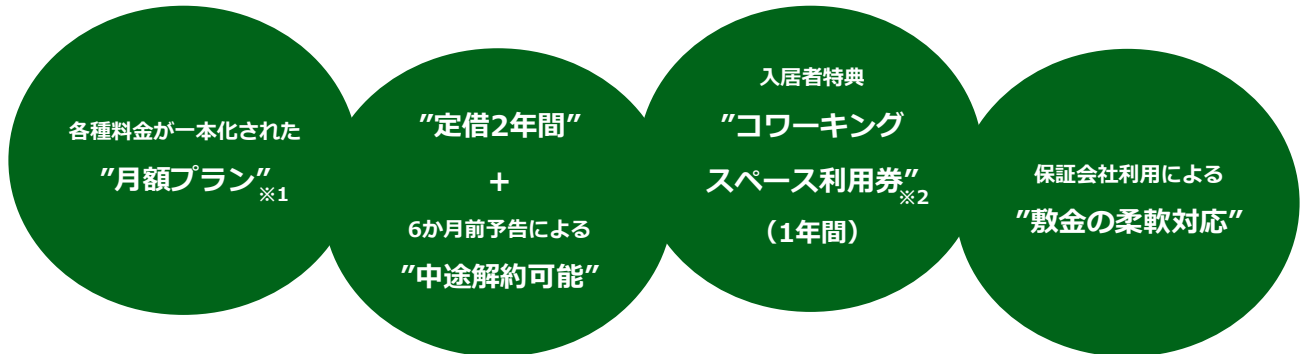 各種料金が一本化された
”月額プラン”※1
”定借2年間”
+
6か月前予告による
”中途解約可能”
入居者特典
”コワーキング
スペース利用券”※2
（1年間）
保証会社利用による
”敷金の柔軟対応”